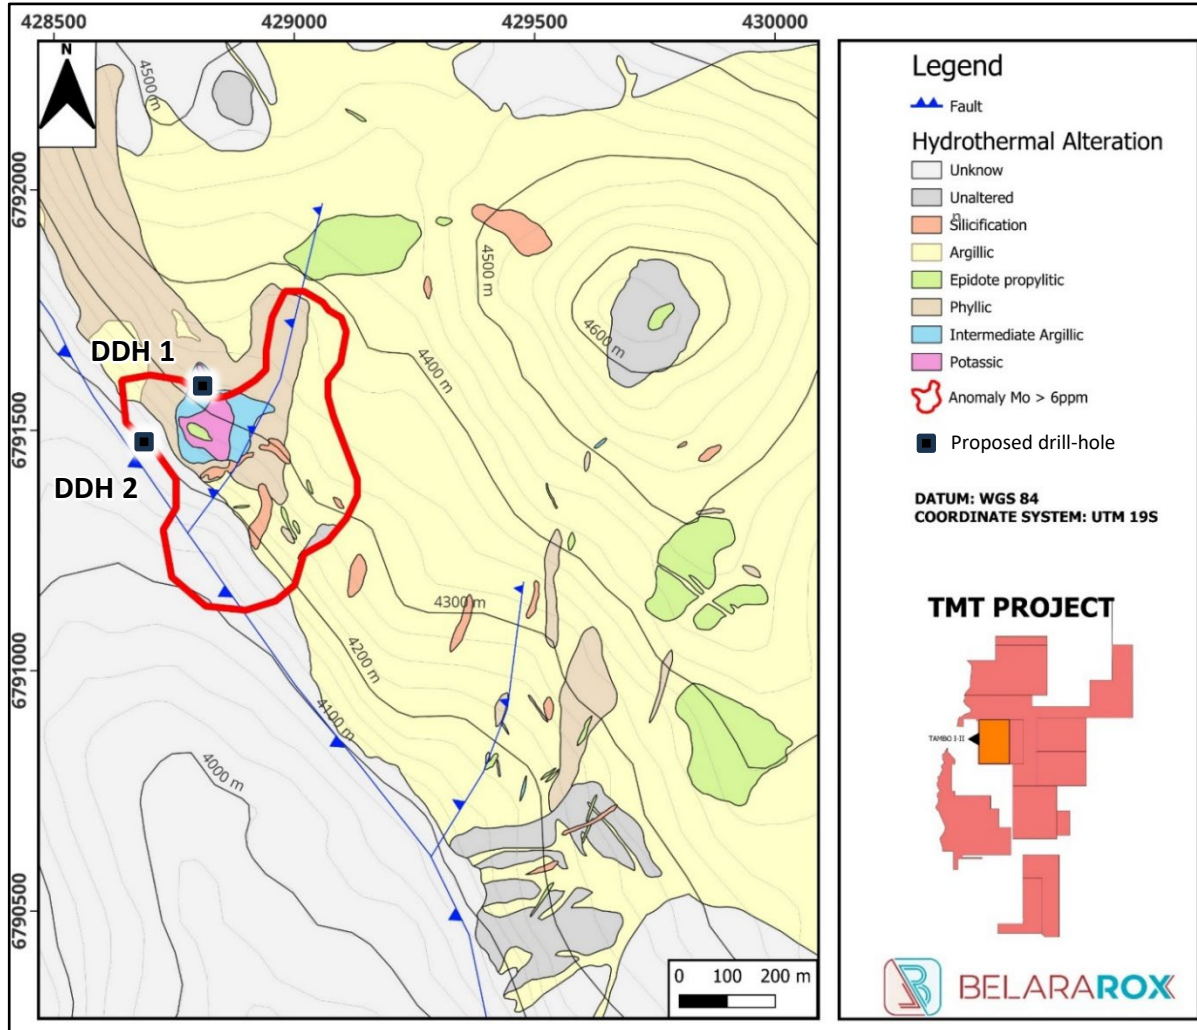 428500 429000 429500 430000
N
4500 m
6792000
4500 m
4600 m
4400 m
DDH 1
6791500
DDH 2
4300 m
4200 m
6791000
4100 m
4000 m
6790500
0 100 200 m
Legend
Fault
Hydrothermal Alteration
Unknow
Unaltered
n
Silicification
Argillic
Epidote propylitic
Phyllic
Intermediate Argillic
Potassic
Anomaly Mo > 6ppm
Proposed drill-hole
DATUM: WGS 84
COORDINATE SYSTEM: UTM 19S
TMT PROJECT
TAMBO I-II
BELARAROX